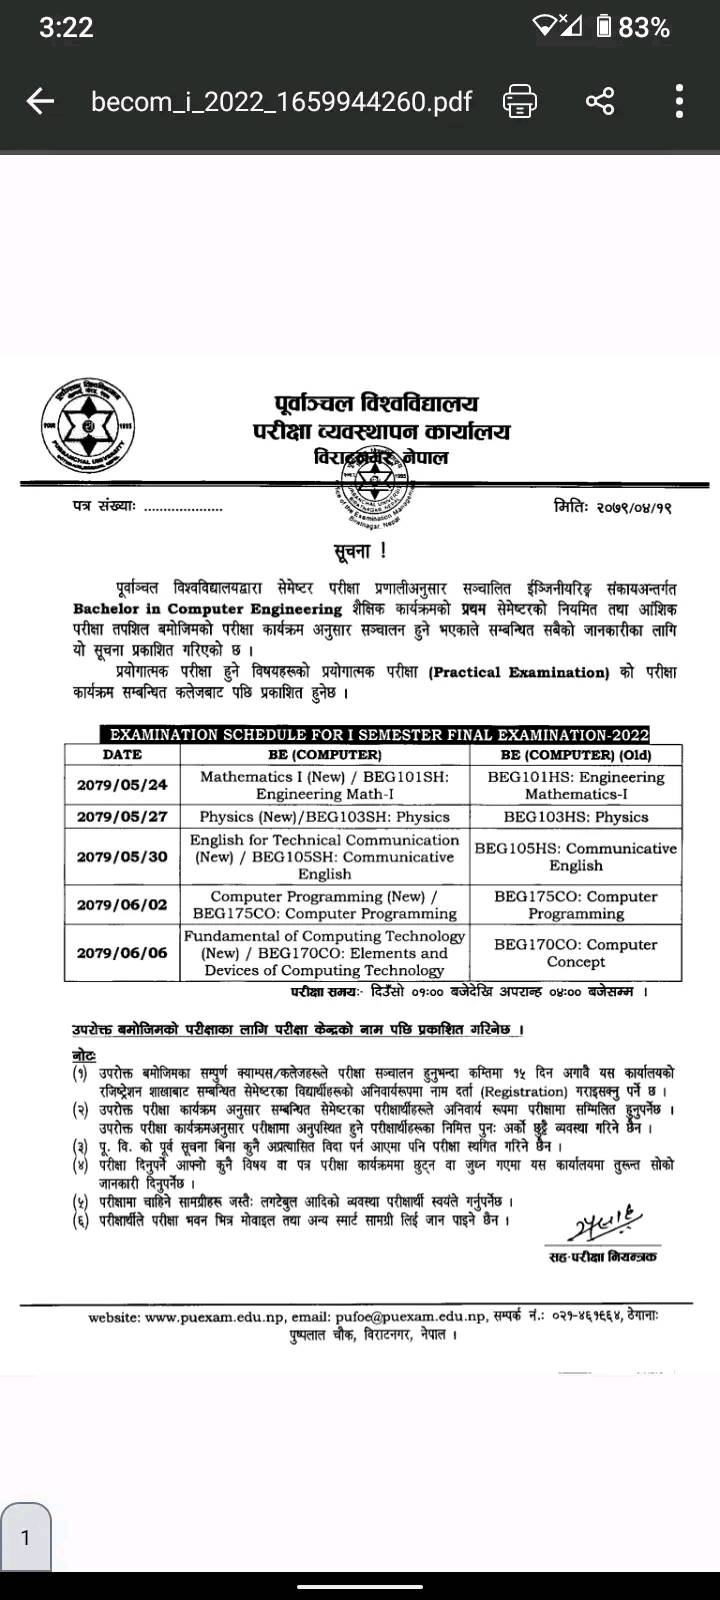 3:22
83%
becom_i_2022_1659944260.pdf
पूर्वाञ्चल विश्वविद्यालय
परीक्षा व्यवस्थापन कार्यालय
विराटनगर, नेपाल
पत्र संख्याः ....................
मितिः २०७९/०४/१९
सूचना !
पूर्वाञ्चल विश्वविद्यालयद्वारा सेमेष्टर परीक्षा प्रणालीअनुसार सञ्चालित ईञ्जिनीयरिङ्ग संकायअन्तर्गत
Bachelor in Computer Engineering शैक्षिक कार्यक्रमको प्रथम सेमेष्टरको नियमित तथा आंशिक
परीक्षा तपशिल बमोजिमको परीक्षा कार्यक्रम अनुसार सञ्चालन हुने भएकाले सम्बन्धित सबैको जानकारीका लागि
यो सूचना प्रकाशित गरिएको छ ।
प्रयोगात्मक परीक्षा हुने विषयहरूको प्रयोगात्मक परीक्षा (Practical Examination) को परीक्षा
कार्यक्रम सम्बन्धित कलेजबाट पछि प्रकाशित हुनेछ ।
EXAMINATION SCHEDULE FOR I SEMESTER FINAL EXAMINATION-2022
DATE BE (COMPUTER) BE (COMPUTER) (Old)
2079/05/24 Mathematics I (New) / BEG101SH: BEG101HS: Engineering
Engineering Math-I Mathematics-I
2079/05/27 Physics (New)/BEG103SH: Physics BEG103HS: Physics
English for Technical Communication
2079/05/30 (New) / BEG105SH: Communicative BEG105HS: Communicative
English English
2079/06/02 Computer Programming (New) / BEG175CO: Computer
BEG175CO: Computer Programming Programming
Fundamental of Computing Technology
2079/06/06 (New) / BEG170CO: Elements and BEG170CO: Computer
Devices of Computing Technology Concept
परीक्षा समयः- दिउँसो ०१:०० बजेदेखि अपरान्ह ०४:०० बजेसम्म ।
उपरोक्त बमोजिमको परीक्षाका लागि परीक्षा केन्द्रको नाम पछि प्रकाशित गरिनेछ ।
नोटः
(१) उपरोक्त बमोजिमका सम्पुर्ण क्याम्पस/कलेजहरूले परीक्षा सञ्चालन हुनुभन्दा कम्तिमा १५ दिन अगावै यस कार्यालयको
रजिष्ट्रेशन शाखाबाट सम्बन्धित सेमेष्टरका विद्यार्थीहरूको अनिवार्यरूपमा नाम दर्ता (Registration) गराइसक्नु पर्ने छ ।
(२) उपरोक्त परीक्षा कार्यक्रम अनुसार सम्बन्धित सेमेष्टरका परीक्षार्थीहरूले अनिवार्य रूपमा परीक्षामा सम्मिलित हुनुपर्नेछ ।
उपरोक्त परीक्षा कार्यक्रमअनुसार परीक्षामा अनुपस्थित हुने परीक्षार्थीहरूका निमित्त पुनः अर्को छुट्टै व्यवस्था गरिने छैन ।
(३) पू. वि. को पूर्व सूचना बिना कुनै अप्रत्यासित विदा पर्न आएमा पनि परीक्षा स्थगित गरिने छैन ।
(४) परीक्षा दिनुपर्ने आफ्नो कुनै विषय वा पत्र परीक्षा कार्यक्रममा छुट्न वा जुध्न गएमा यस कार्यालयमा तुरून्त सोको
जानकारी दिनुपर्नेछ ।
(५) परीक्षामा चाहिने सामग्रीहरू जस्तैः लगटेबुल आदिको व्यवस्था परीक्षार्थी स्वयंले गर्नुपर्नेछ ।
(६) परीक्षार्थीले परीक्षा भवन भित्र मोवाइल तथा अन्य स्मार्ट सामग्री लिई जान पाइने छैन ।
सह-परीक्षा नियन्त्रक
website: www.puexam.edu.np, email: pufoe@puexam.edu.np, सम्पर्क नं.: ०२१-४६१६६४, ठेगानाः
पुष्पलाल चौक, विराटनगर, नेपाल ।
1